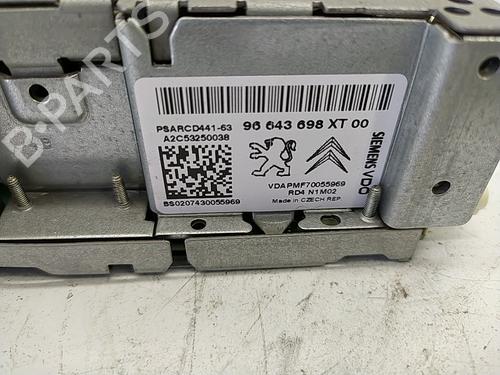 PSARCD441-63 96 643 698 XT 00
A2C53250038
SIEMENS VDO
VDAPMF70055969
RD4 N1M02
BS0207430055969
Made in CZECH REP
B-PARTS